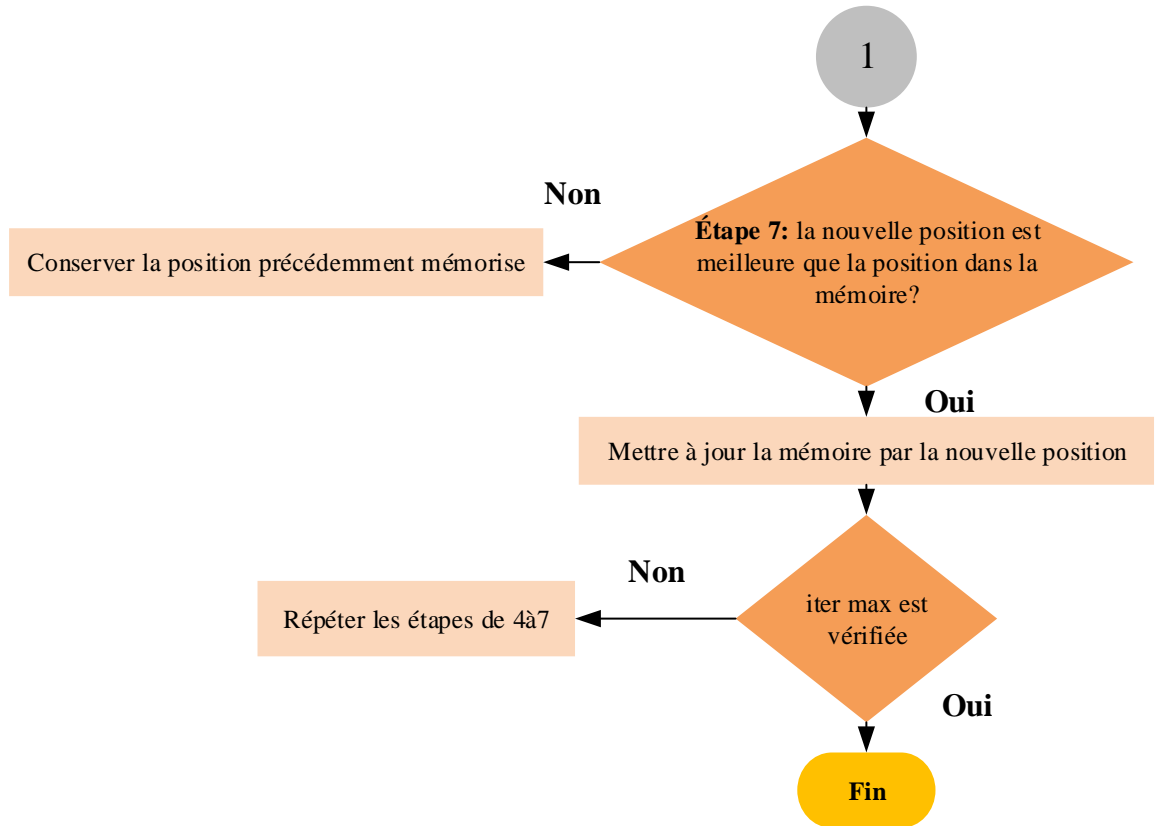 1
Non
Étape 7: la nouvelle position est
meilleure que la position dans la
mémoire?
Conserver la position précédemment mémorise
Oui
Mettre à jour la mémoire par la nouvelle position
Non
iter max est
vérifiée
Répéter les étapes de 4à7
Oui
Fin